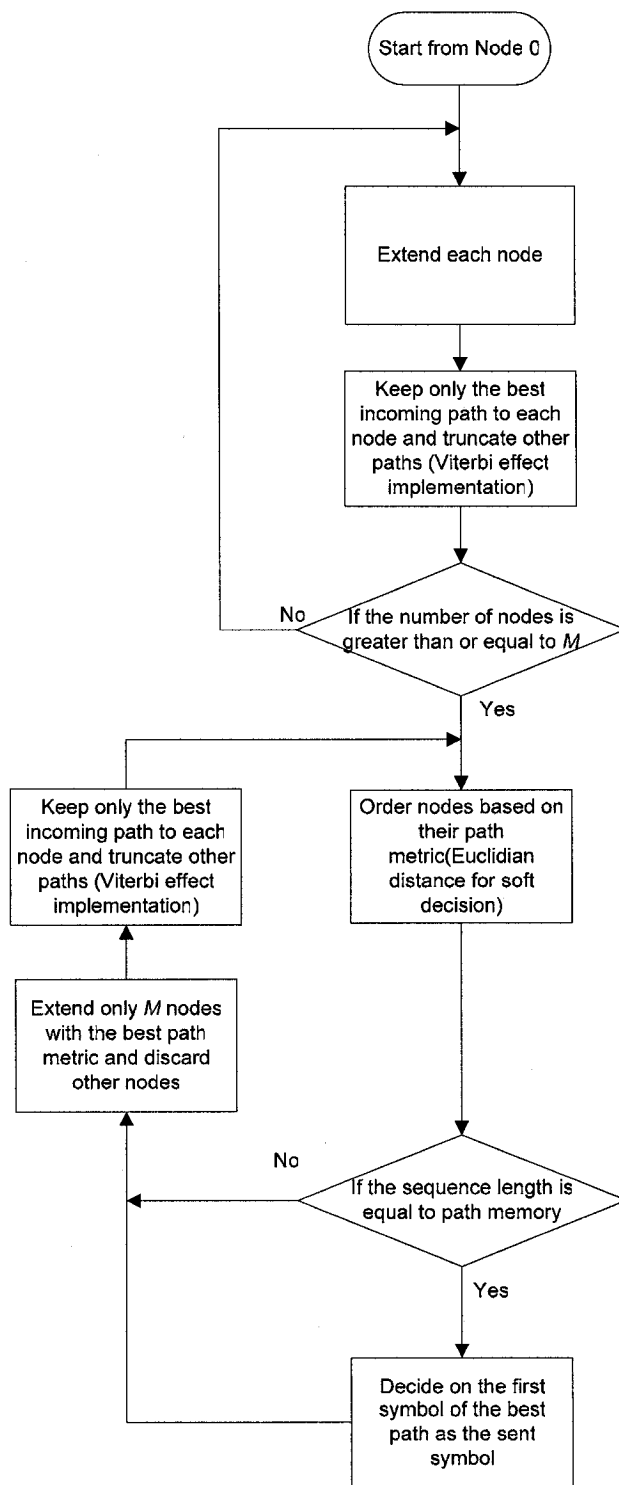 Start from Node 0
Extend each node
Keep only the best
incoming path to each
node and truncate other
paths (Viterbi effect
implementation)
No
If the number of nodes is
greater than or equal to M
Yes
Keep only the best
incoming path to each
node and truncate other
paths (Viterbi effect
implementation)
Order nodes based on
their path
metric(Euclidian
distance for soft
decision)
Extend only M nodes
with the best path
metric and discard
other nodes
No
If the sequence length is
equal to path memory
Yes
Decide on the first
symbol of the best
path as the sent
symbol